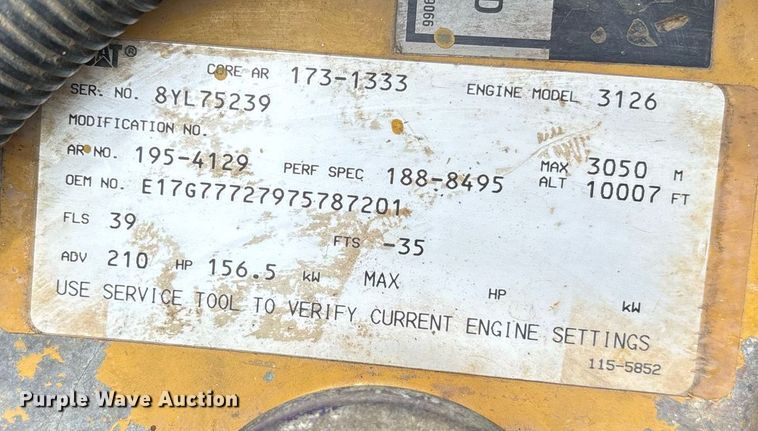 9906
0
CAT®
CORE AR 173-1333
SER. NO. 8YL75239 ENGINE MODEL 3126
MODIFICATION NO.
AR NO. 195-4129 PERF SPEC 188-8495 MAX ALT 3050 M 10007 FT
OEM NO. E17G77727975787201
FLS 39 FTS -35
ADV 210 HP 156.5 kW MAX HP kW
USE SERVICE TOOL TO VERIFY CURRENT ENGINE SETTINGS
115-5852
Purple Wave Auction